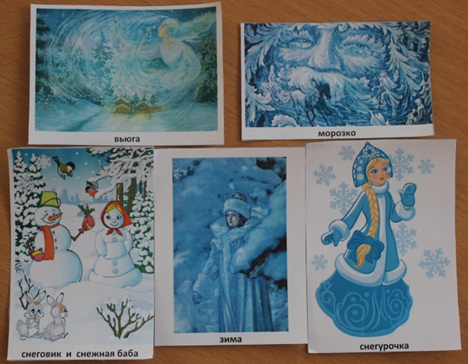 вьюга
морозко
снеговик и снежная баба
зима
снегурочка